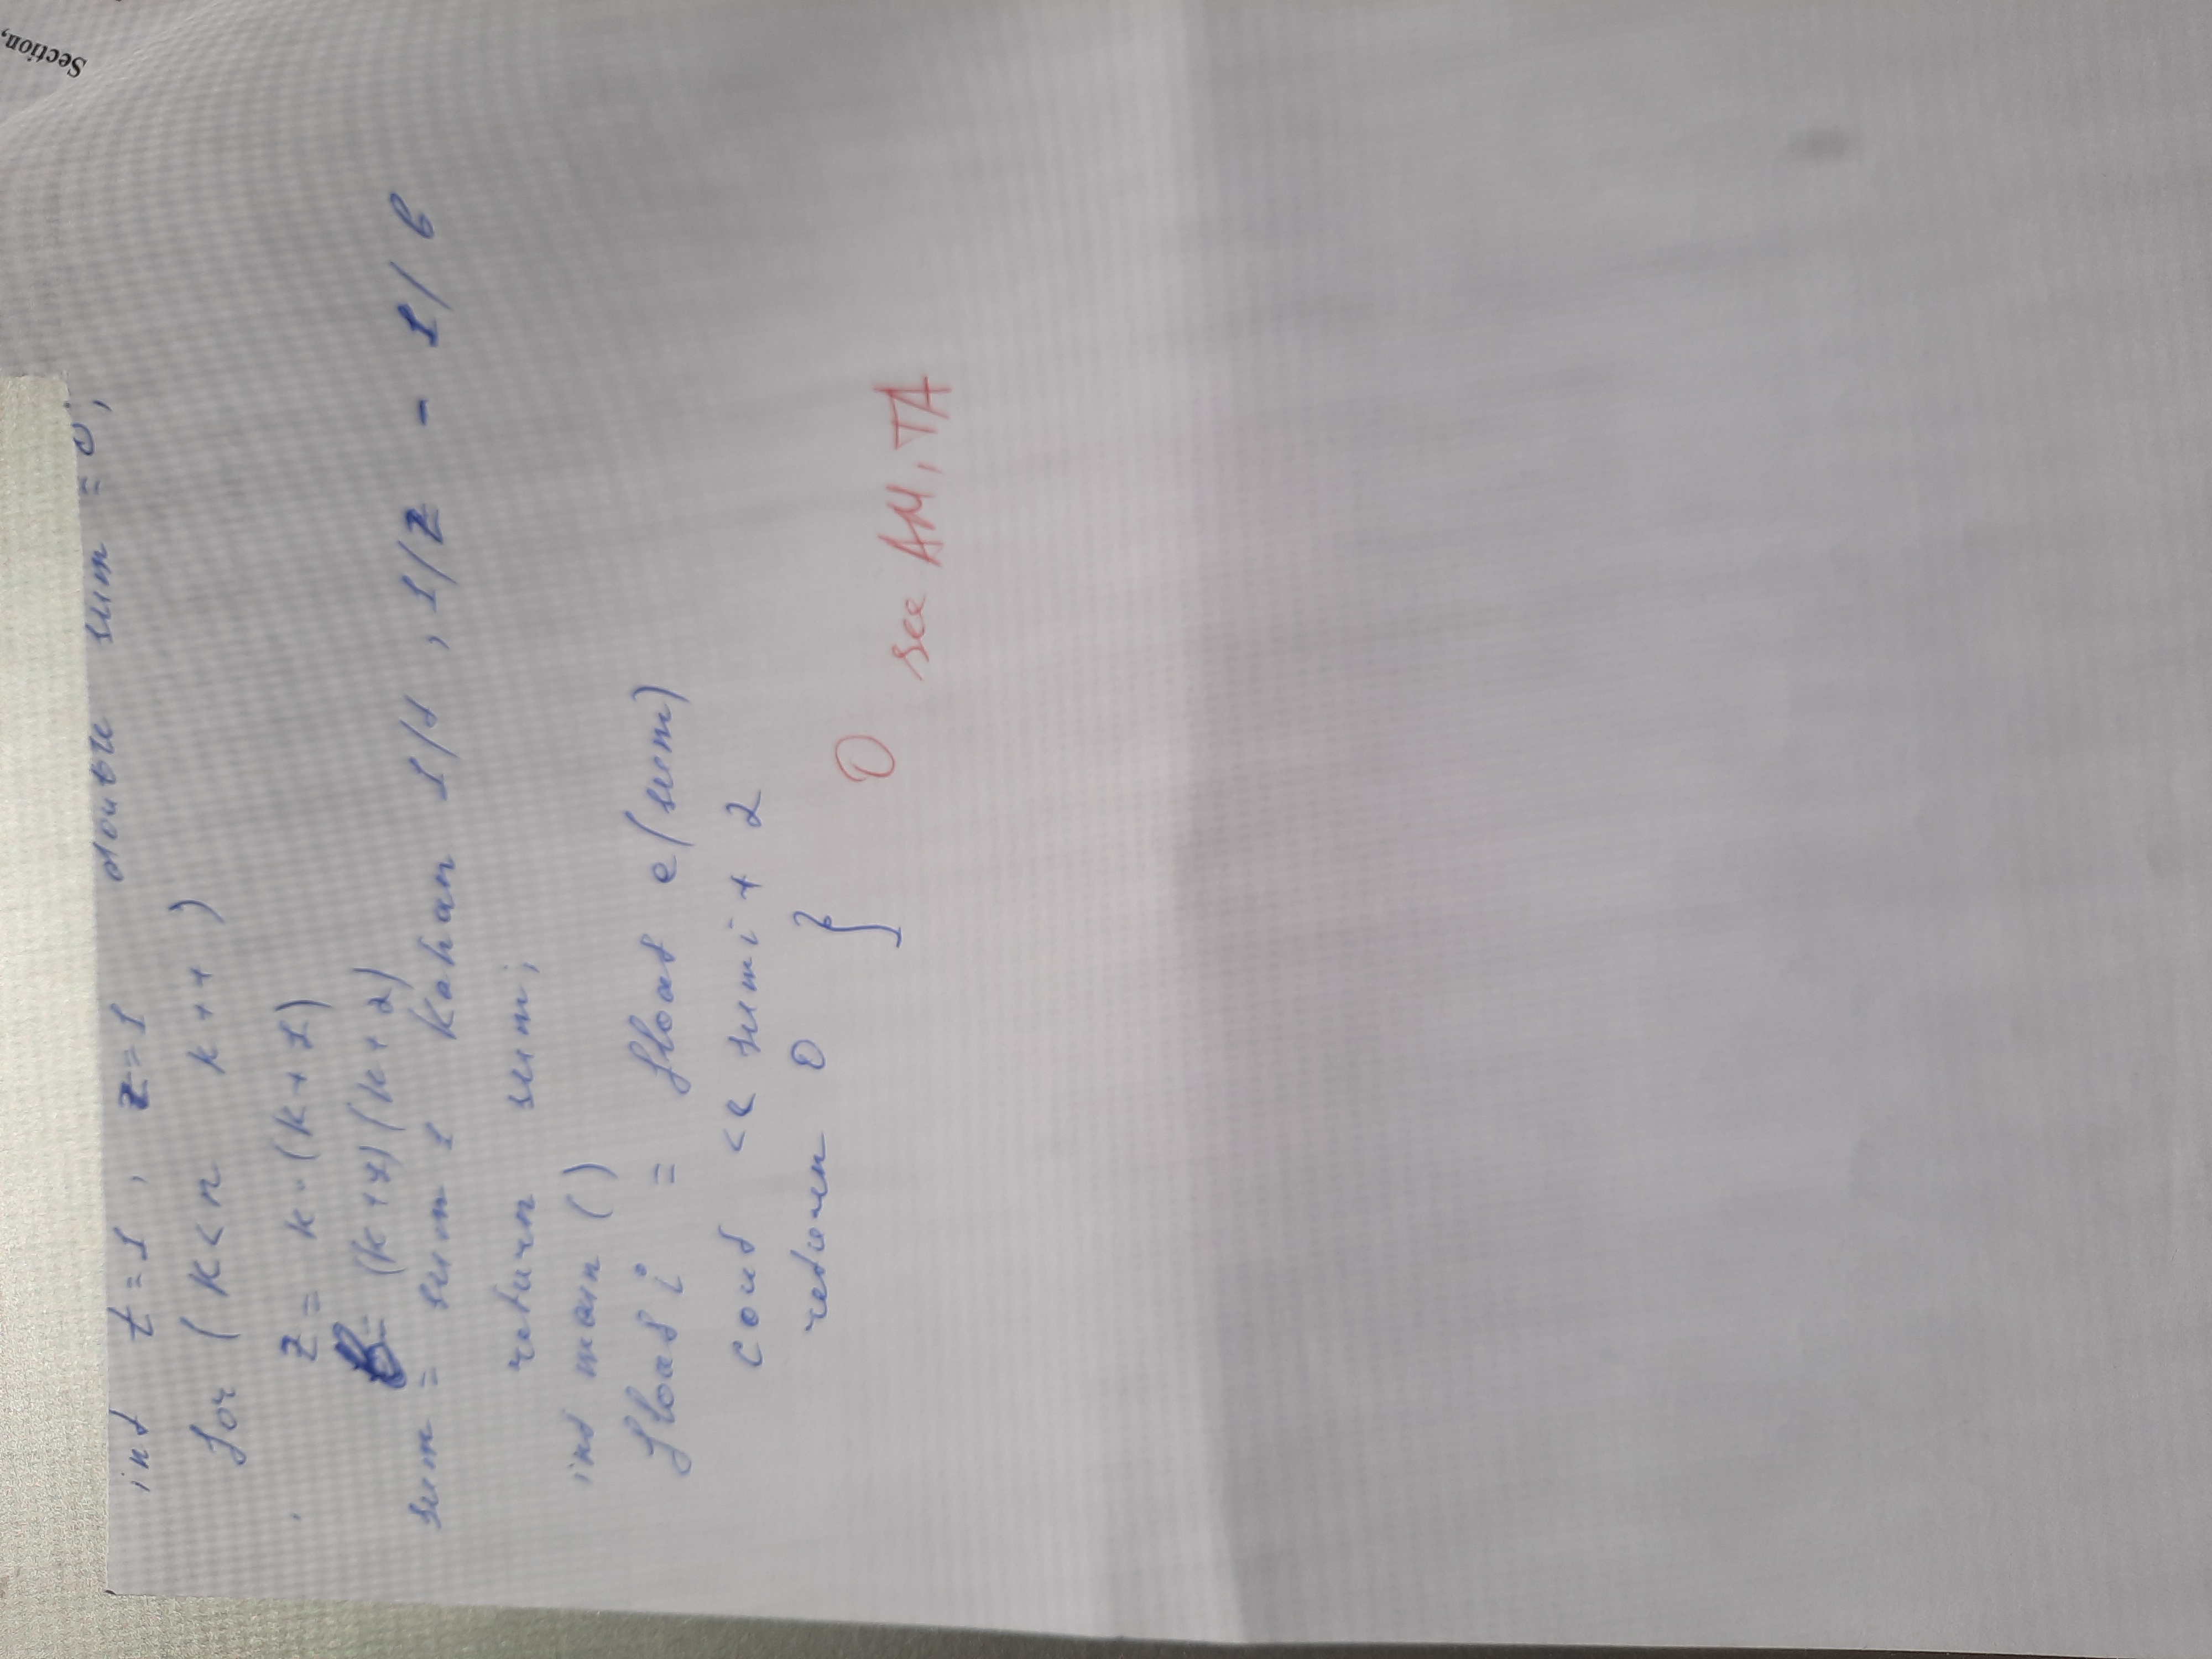 Section,
int t = 1 , z = 1 double sum = 0;
for ( k < n k + + )
z = k · (k + 1)
b = (k + 1) (k + 2)
sum = sum 1 Kahan 1/t , 1/z - 1/b
return sum;
int main ( )
float i = float e (sum)
cout << sum i + 2
return 0 }
0
see AM, TA